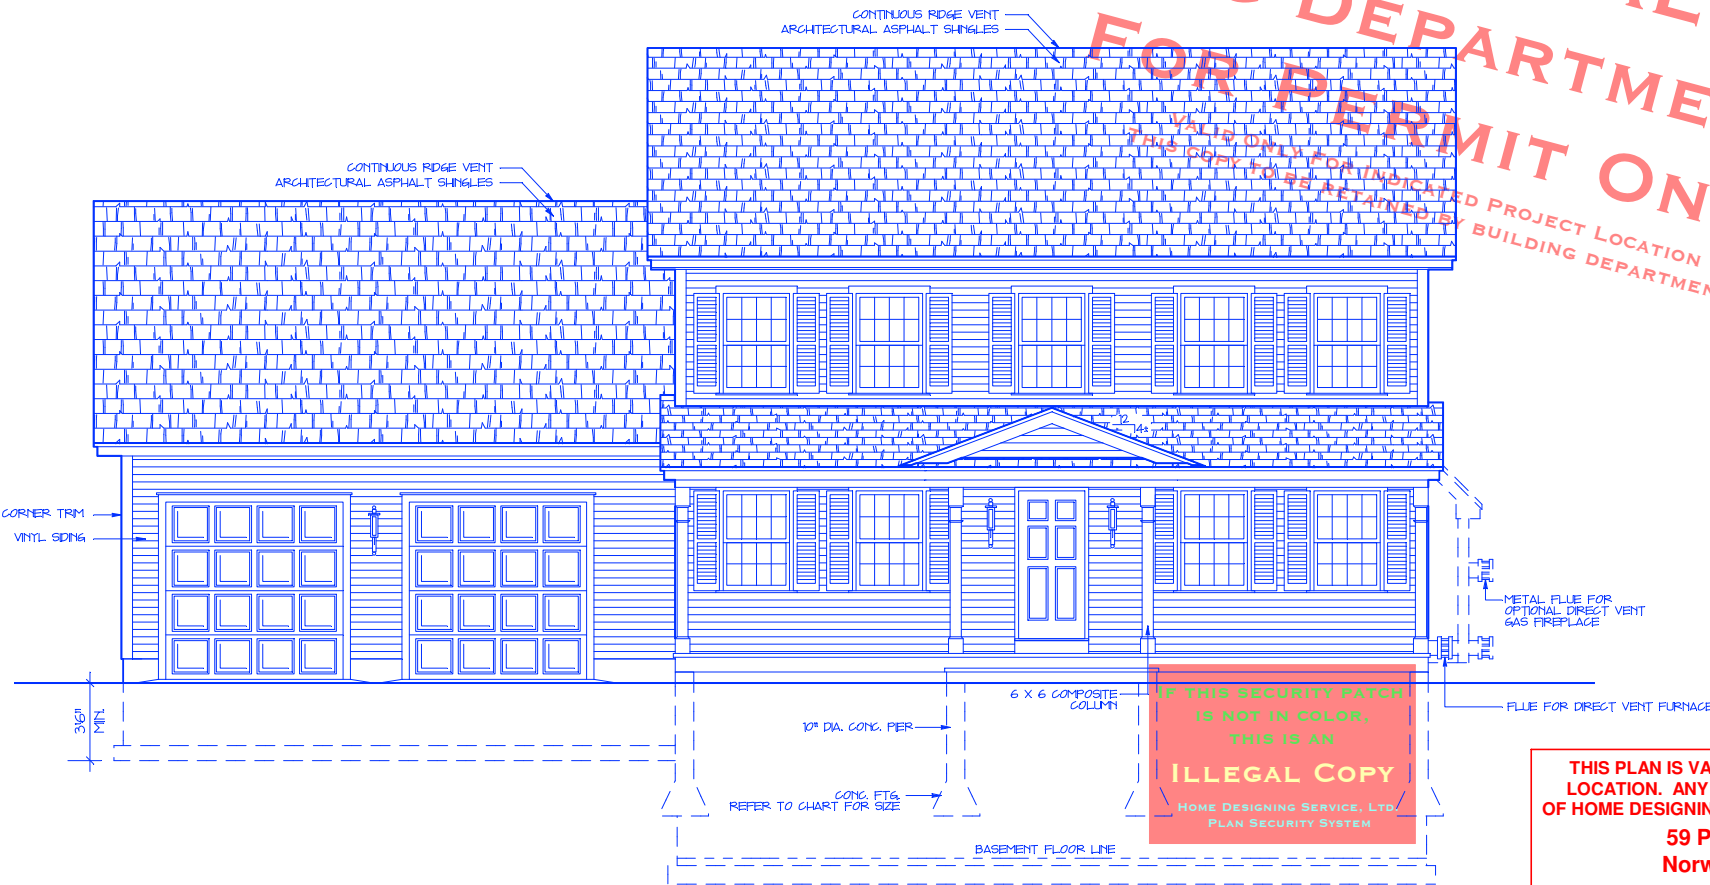 CONTINUOUS RIDGE VENT
ARCHITECTURAL ASPHALT SHINGLES
DEPARTME
FOR PERMIT ON
VALID ONLY FOR INDICATED PROJECT LOCATION
THIS COPY TO BE RETAINED BY BUILDING DEPARTMEN
CONTINUOUS RIDGE VENT
ARCHITECTURAL ASPHALT SHINGLES
12
CORNER TRIM
VINYL SIDING
METAL FLUE FOR
OPTIONAL DIRECT VENT
GAS FIREPLACE
6 X 6 COMPOSITE
COLUMN
IF THIS SECURITY PATCH
IS NOT IN COLOR,
THIS IS AN
ILLEGAL COPY
HOME DESIGNING SERVICE, LTD.
PLAN SECURITY SYSTEM
FLUE FOR DIRECT VENT FURNACE
3'6"
MIN.
10" DIA. CONC. PIER
CONC. FTG.
REFER TO CHART FOR SIZE
BASEMENT FLOOR LINE
THIS PLAN IS VA
LOCATION. ANY
OF HOME DESIGNIN
59 P
Norw